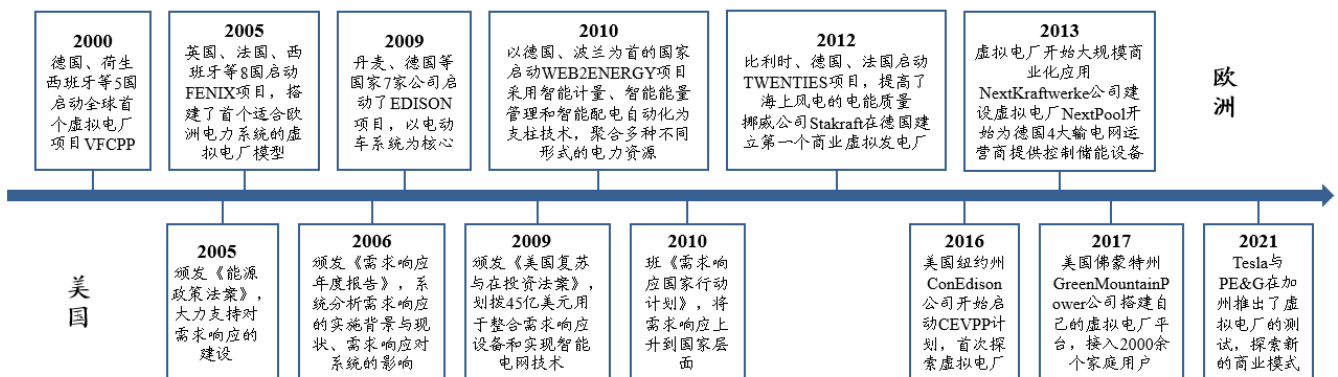 2000
德国、荷生
西班牙等5国
启动全球首
个虚拟电厂
项目VFCPP
2005
英国、法国、西
班牙等8国启动
FENIX项目，搭
建了首个适合欧
洲电力系统的虚
拟电厂模型
2009
丹麦、德国等
国家7家公司启
动了EDISON
项目，以电动
车系统为核心
2010
以德国、波兰为首的国家
启动WEB2ENERGY项目
采用智能计量、智能能量
管理和智能配电自动化为
支柱技术，聚合多种不同
形式的电力资源
2012
比利时、德国、法国启动
TWENTIES项目，提高了
海上风电的电能质量
挪威公司Stakraft在德国建
立第一个商业虚拟发电厂
2013
虚拟电厂开始大规模商
业化应用
NextKraftwerke公司建
设虚拟电厂NextPool开
始为德国4大输电网运
营商提供控制储能设备
欧
洲
美
国
2005
颁发《能源
政策法案》，
大力支持对
需求响应的
建设
2006
颁发《需求响应
年度报告》，系
统分析需求响应
的实施背景与现
状、需求响应对
系统的影响
2009
颁发《美国复苏
与在投资法案》，
划拨45亿美元用
于整合需求响应
设备和实现智能
电网技术
2010
班《需求响
应国家行动
计划》，将
需求响应上
升到国家层
面
2016
美国纽约州
ConEdison
公司开始启
动CEVPP计
划，首次探
索虚拟电厂
2017
美国佛蒙特州
GreenMountainP
ower公司搭建自
己的虚拟电厂平
台，接入2000余
个家庭用户
2021
Tesla与
PE&G在加
州推出了虚
拟电厂的测
试，探索新
的商业模式